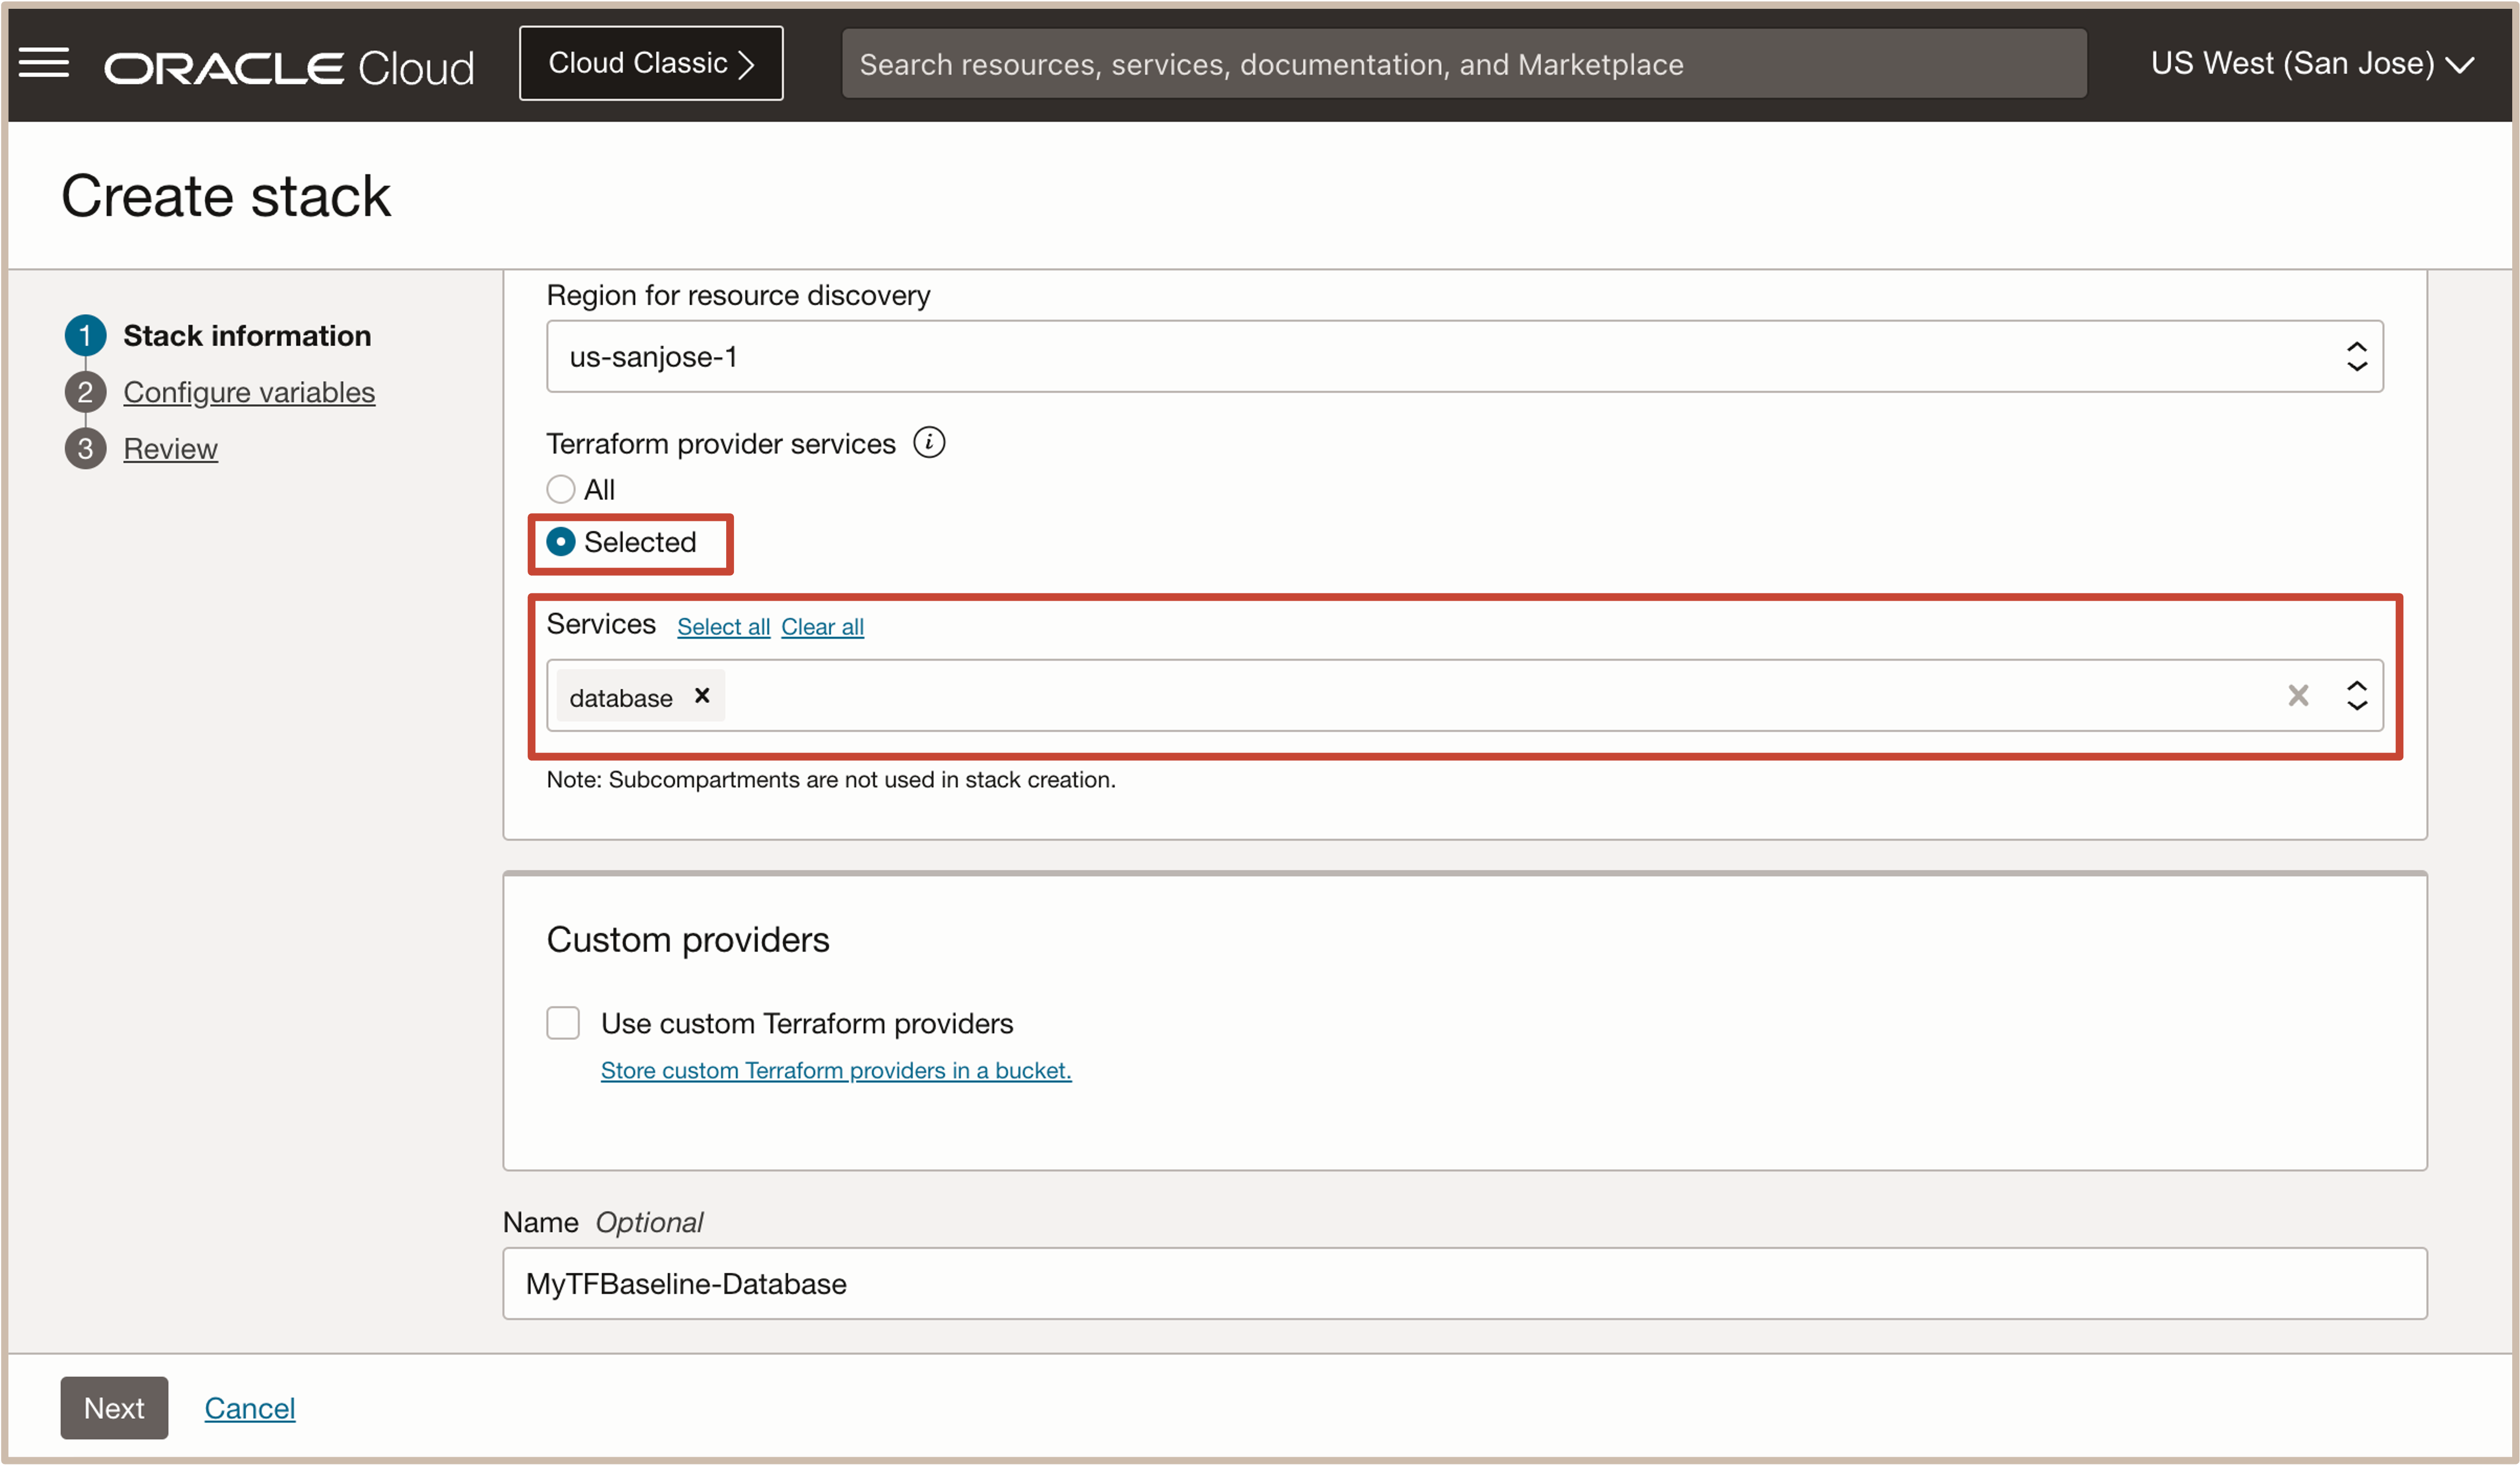 ORACLE Cloud
Cloud Classic
Search resources, services, documentation, and Marketplace
US West (San Jose)
Create stack
1 Stack information
2 Configure variables
3 Review
Region for resource discovery
us-sanjose-1
Terraform provider services i
All
Selected
Services Select all Clear all
database
Note: Subcompartments are not used in stack creation.
Custom providers
Use custom Terraform providers
Store custom Terraform providers in a bucket.
Name Optional
MyTFBaseline-Database
Next Cancel